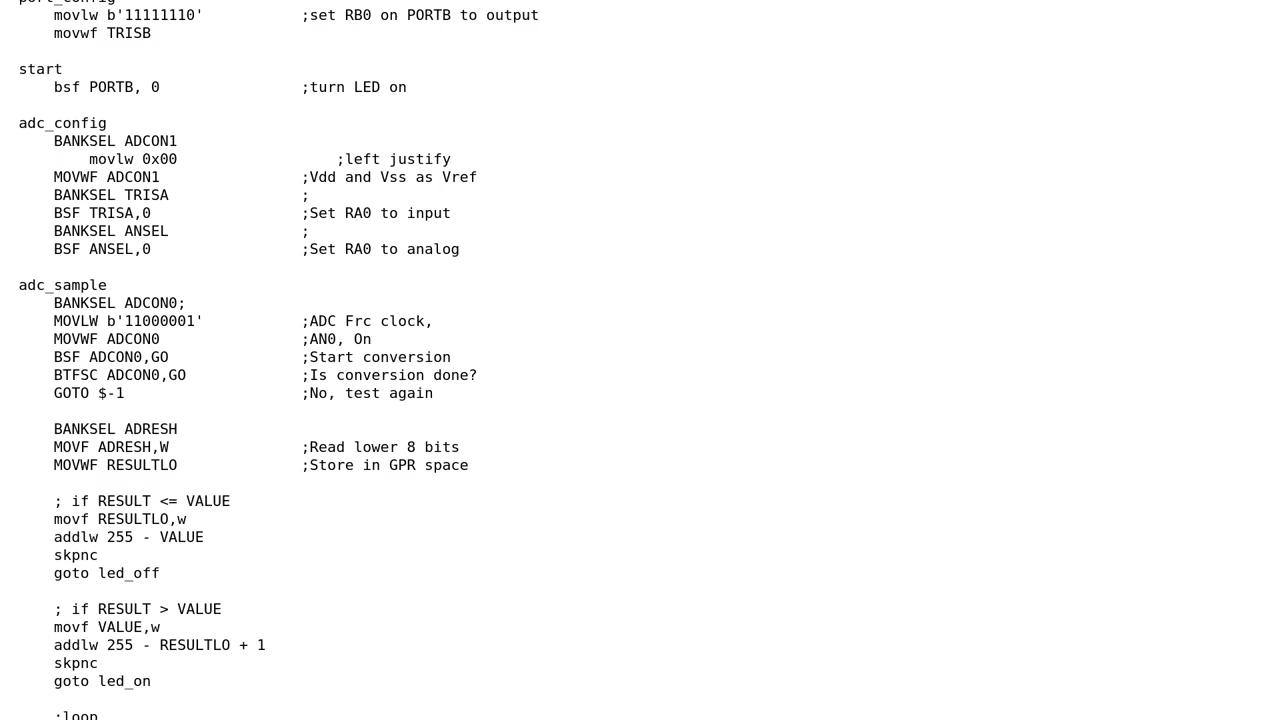 port_config
    movlw b'11111110'           ;set RB0 on PORTB to output
    movwf TRISB

start
    bsf PORTB, 0                ;turn LED on

adc_config
    BANKSEL ADCON1
        movlw 0x00                  ;left justify
    MOVWF ADCON1                ;Vdd and Vss as Vref
    BANKSEL TRISA               ;
    BSF TRISA,0                 ;Set RA0 to input
    BANKSEL ANSEL               ;
    BSF ANSEL,0                 ;Set RA0 to analog

adc_sample
    BANKSEL ADCON0;
    MOVLW b'11000001'           ;ADC Frc clock,
    MOVWF ADCON0                ;AN0, On
    BSF ADCON0,GO               ;Start conversion
    BTFSC ADCON0,GO             ;Is conversion done?
    GOTO $-1                    ;No, test again

    BANKSEL ADRESH
    MOVF ADRESH,W               ;Read lower 8 bits
    MOVWF RESULTLO              ;Store in GPR space

    ; if RESULT <= VALUE
    movf RESULTLO,w
    addlw 255 - VALUE
    skpnc
    goto led_off

    ; if RESULT > VALUE
    movf VALUE,w
    addlw 255 - RESULTLO + 1
    skpnc
    goto led_on

    ;loop